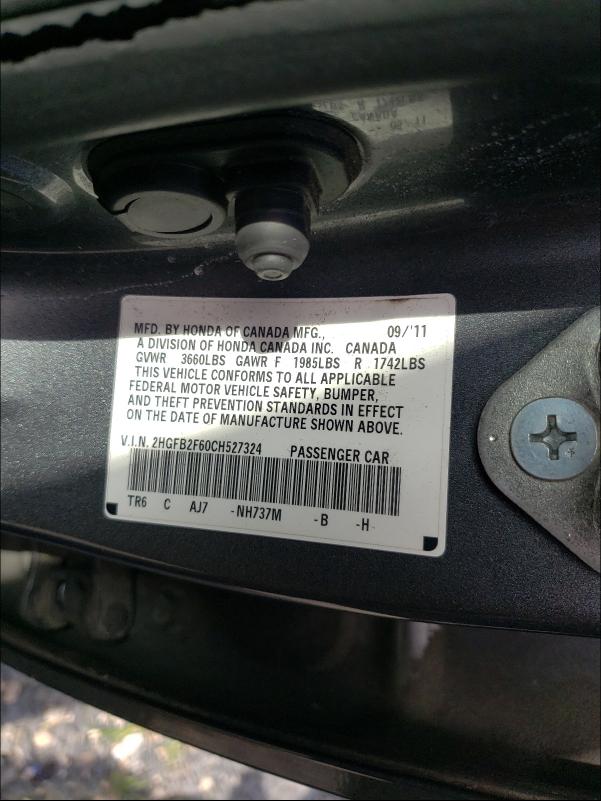 MFD. BY HONDA OF CANADA MFG., 09/'11
A DIVISION OF HONDA CANADA INC. CANADA
GVWR 3660LBS GAWR F 1985LBS R 1742LBS
THIS VEHICLE CONFORMS TO ALL APPLICABLE
FEDERAL MOTOR VEHICLE SAFETY, BUMPER,
AND THEFT PREVENTION STANDARDS IN EFFECT
ON THE DATE OF MANUFACTURE SHOWN ABOVE.
V.I.N. 2HGFB2F60CH527324 PASSENGER CAR
TR6 C AJ7 -NH737M -B -H-